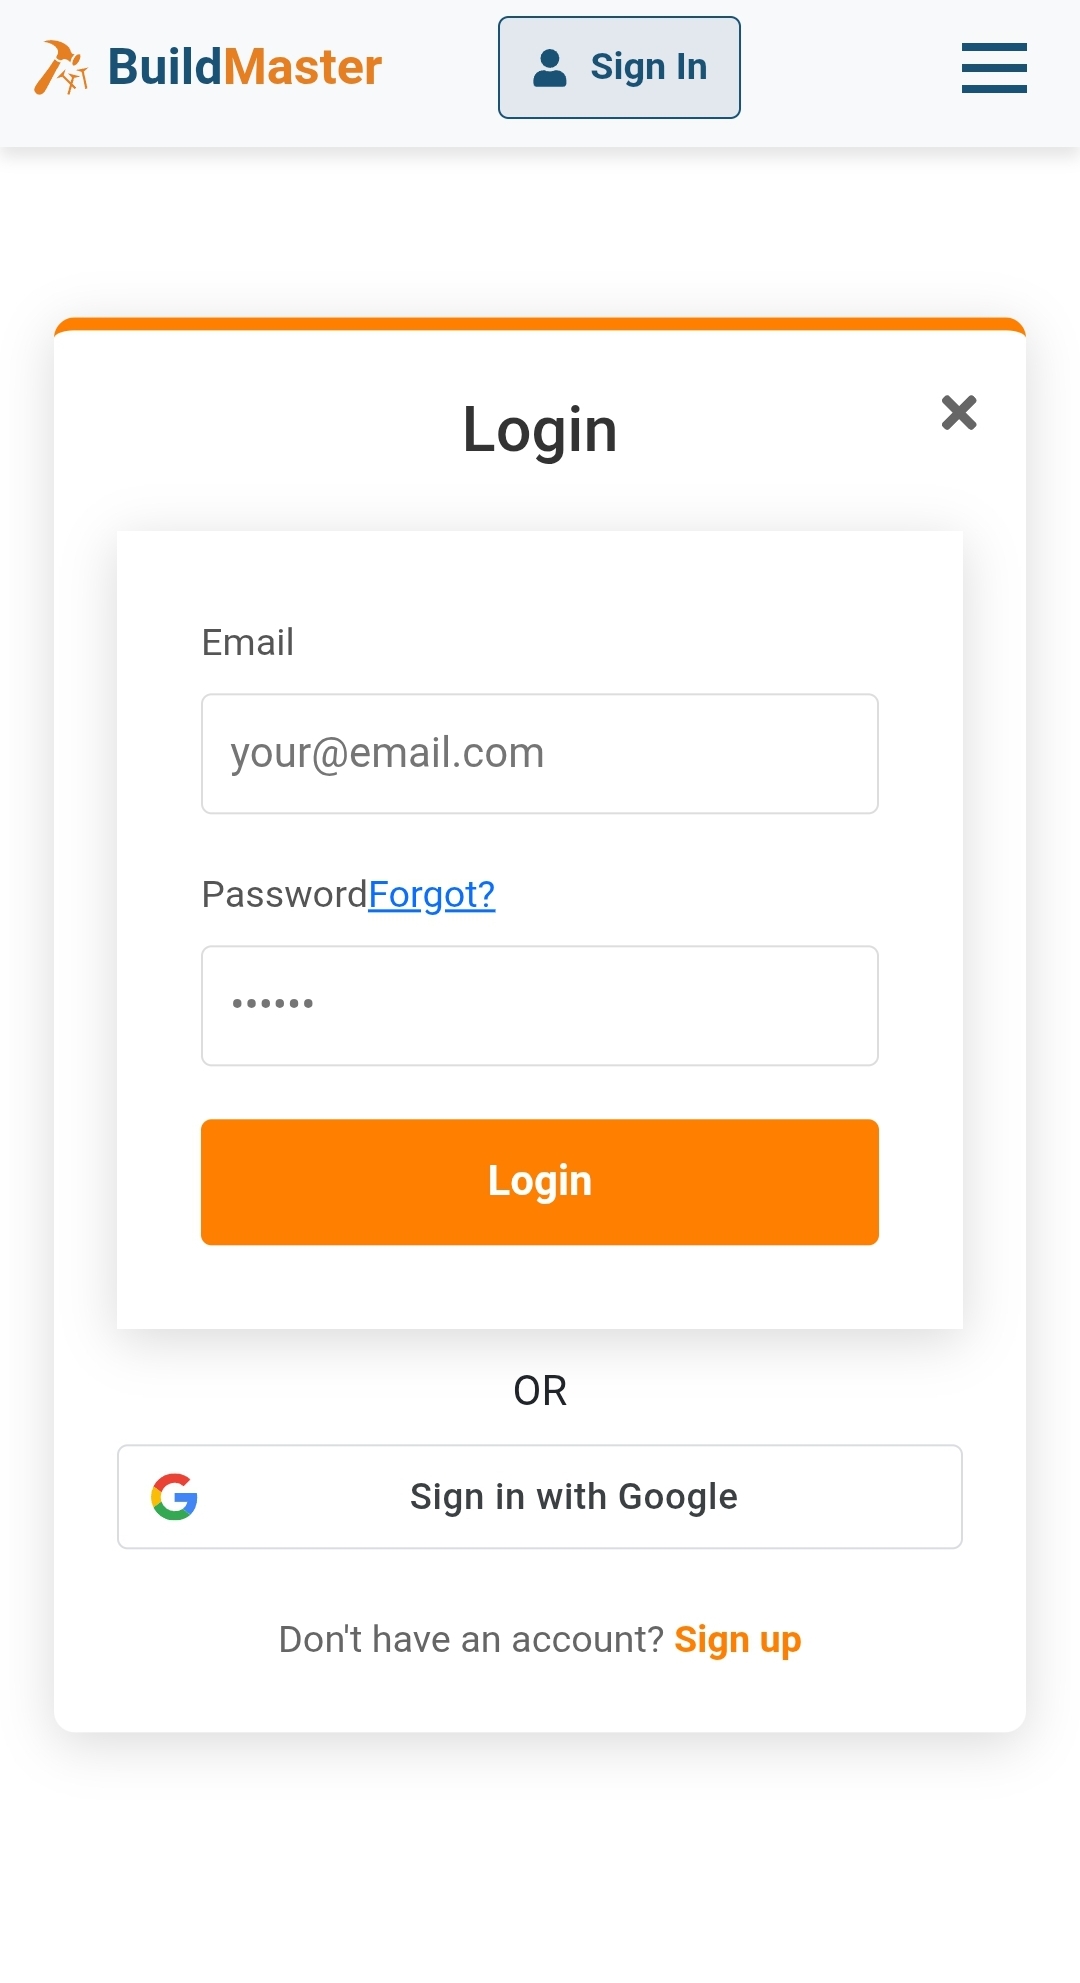 BuildMaster
Sign In
Login
Email
your@email.com
PasswordForgot?
••••••
Login
OR
Sign in with Google
Don't have an account? Sign up